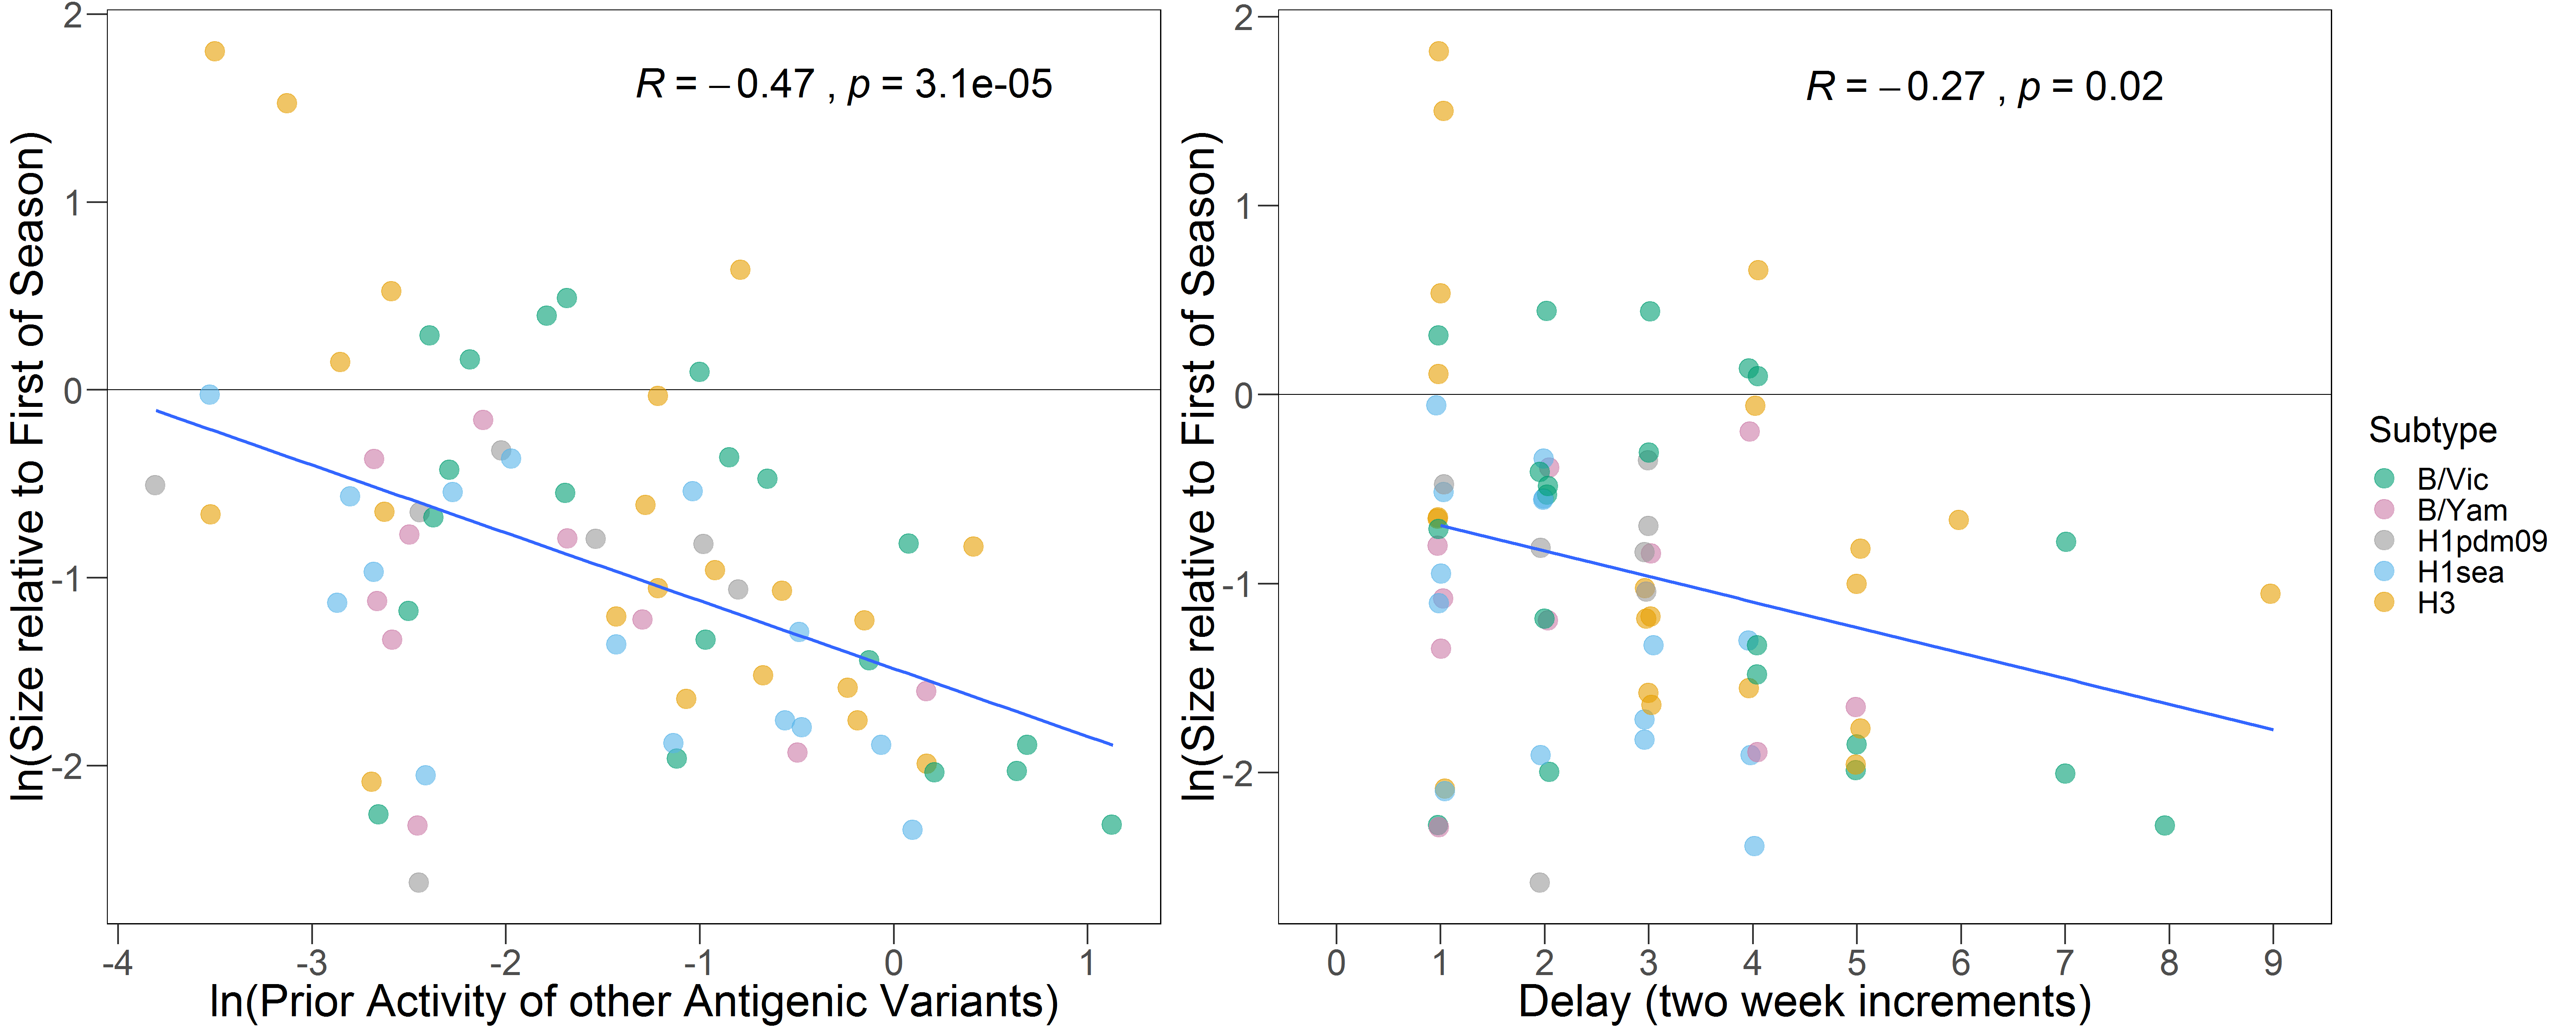 R = −0.47 , p = 3.1e-05
2
1
0
-1
-2
ln(Size relative to First of Season)
-4 -3 -2 -1 0 1
ln(Prior Activity of other Antigenic Variants)
R = −0.27 , p = 0.02
2
1
0
-1
-2
ln(Size relative to First of Season)
0 1 2 3 4 5 6 7 8 9
Delay (two week increments)
Subtype
B/Vic
B/Yam
H1pdm09
H1sea
H3